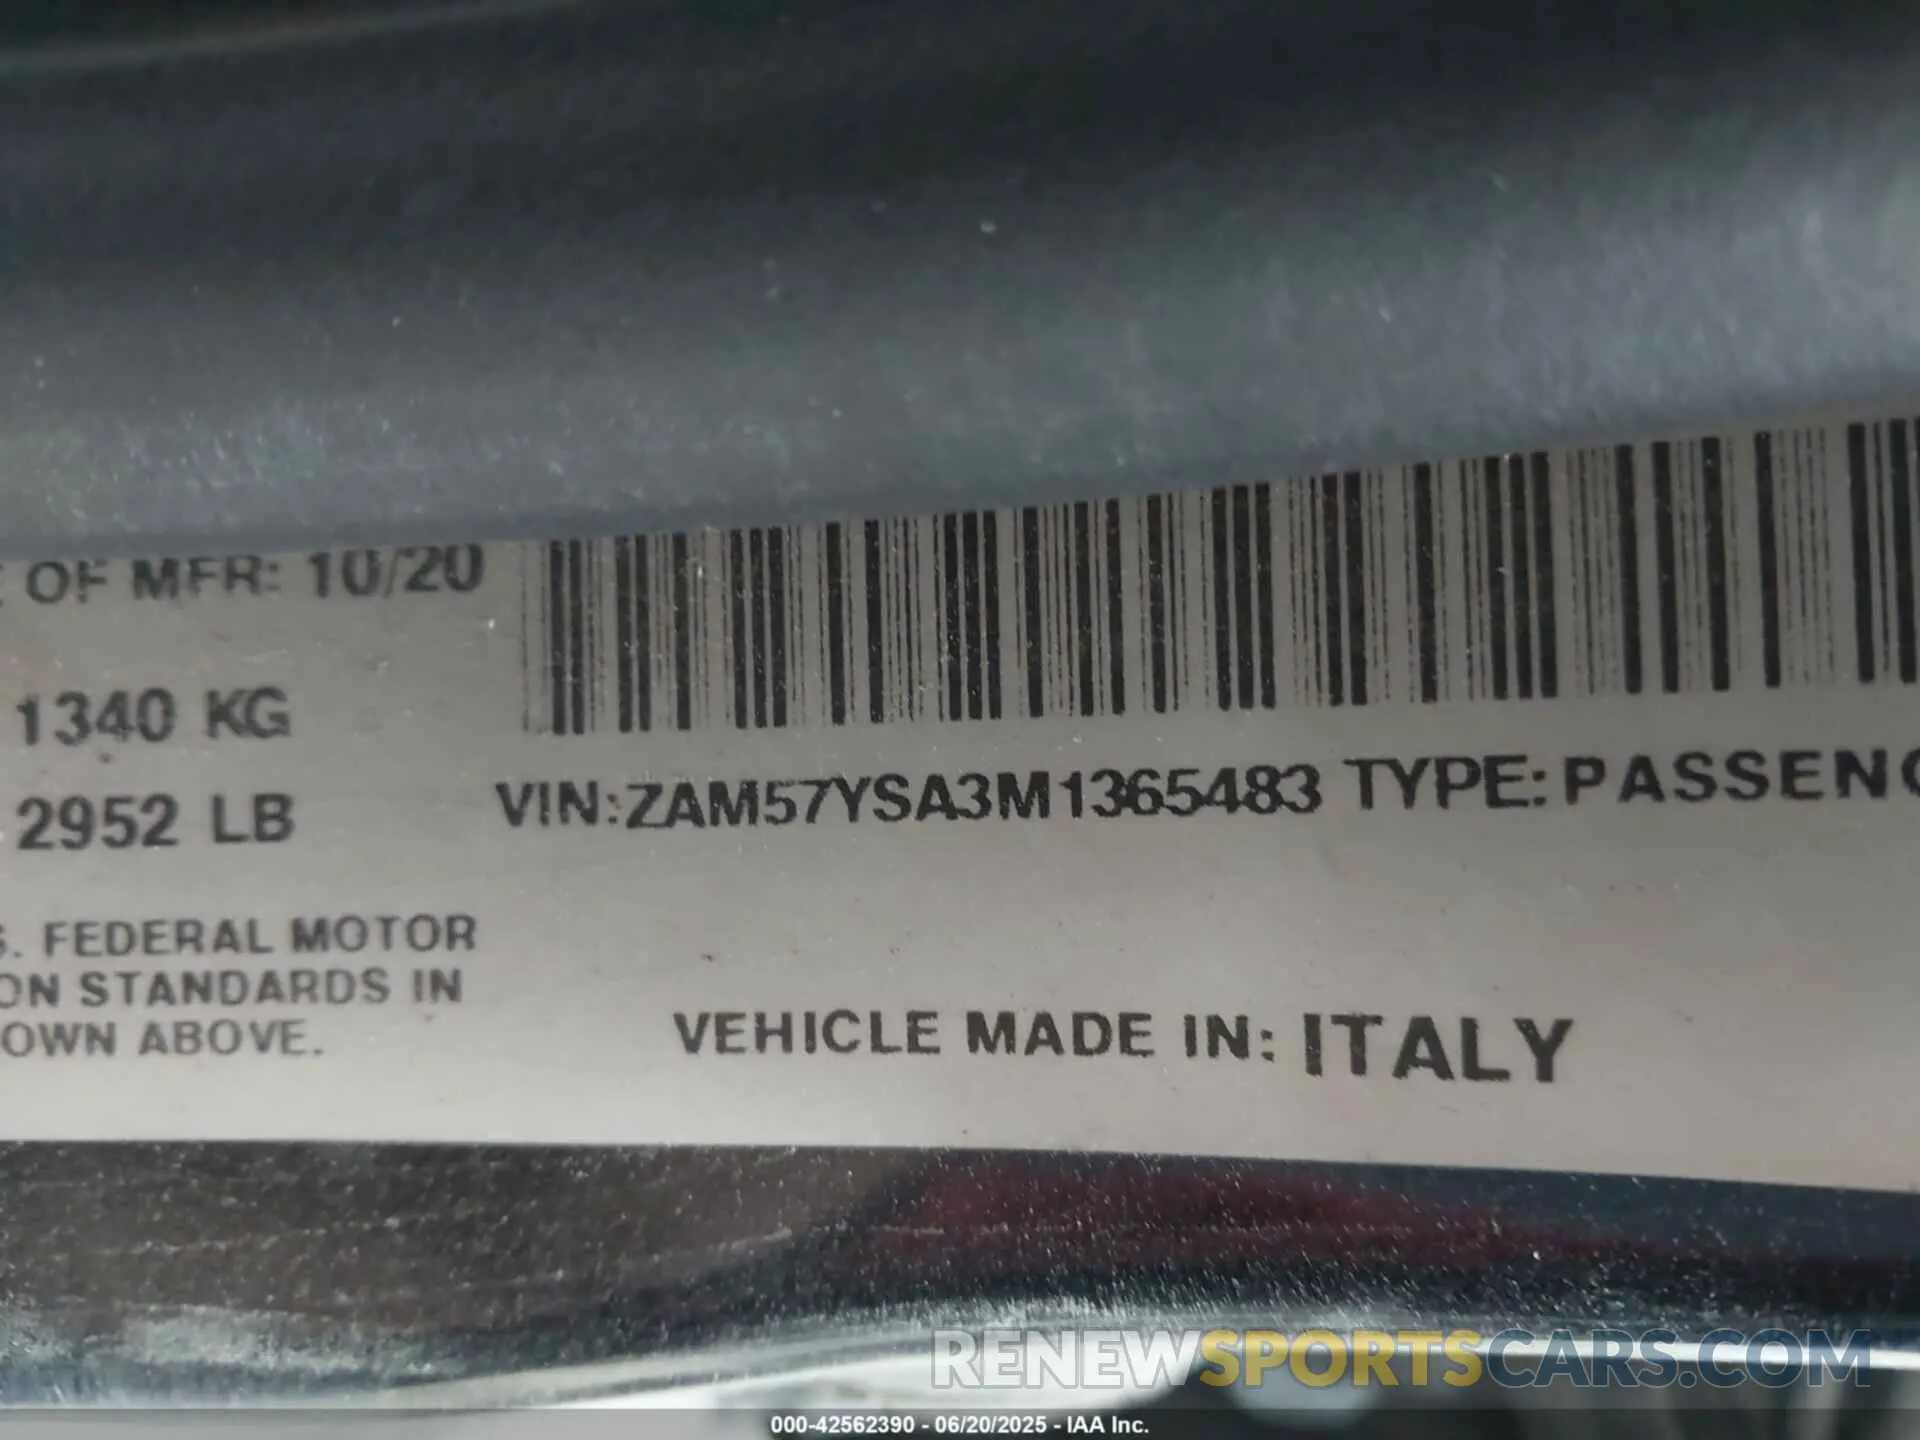 OF MFR: 10/20
1340 KG
2952 LB
VIN:ZAM57YSA3M1365483 TYPE:PASSENG
S. FEDERAL MOTOR
ON STANDARDS IN
OWN ABOVE.
VEHICLE MADE IN: ITALY
RENEWSPORTSCARS.COM
000-42562390 - 06/20/2025 - IAA Inc.